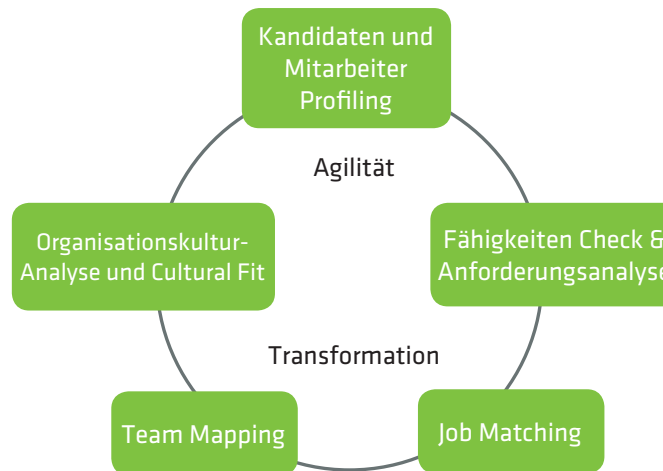 Kandidaten und
Mitarbeiter
Profiling
Agilität
Organisationskultur-
Analyse und Cultural Fit
Fähigkeiten Check &
Anforderungsanalyse
Transformation
Team Mapping
Job Matching